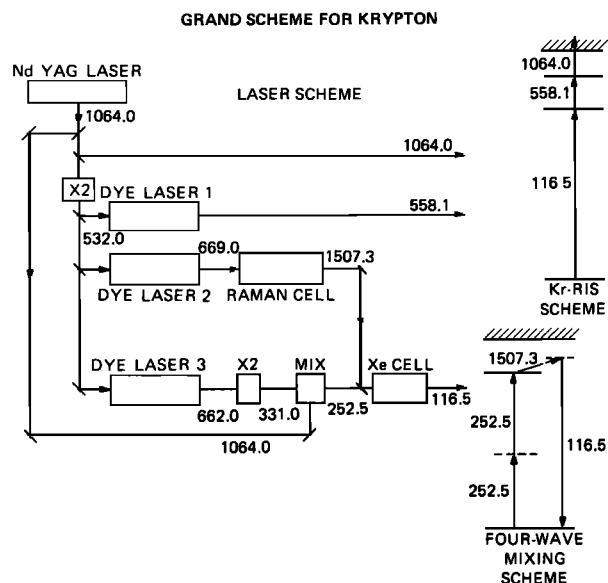 GRAND SCHEME FOR KRYPTON
Nd YAG LASER
LASER SCHEME
1064.0
1064.0
X2
DYE LASER 1
558.1
532.0
669.0
1507.3
DYE LASER 2
RAMAN CELL
DYE LASER 3
X2
MIX
Xe CELL
662.0
331.0
252.5
116.5
1064.0
1064.0
558.1
116 5
Kr-RIS
SCHEME
1507.3
252.5
116.5
252.5
FOUR-WAVE
MIXING
SCHEME